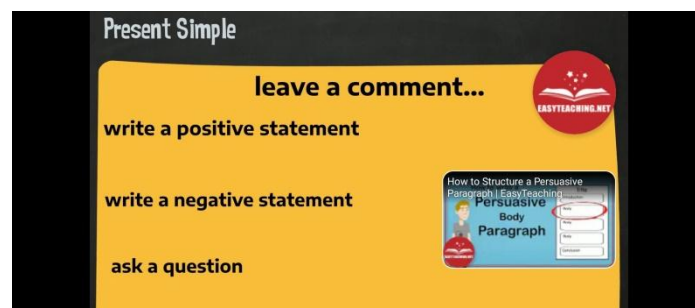 Present Simple
leave a comment...
EASYTEACHING.NET
write a positive statement
write a negative statement
ask a question
How to Structure a Persuasive
Paragraph | EasyTeaching
Persuasive
Body
Paragraph